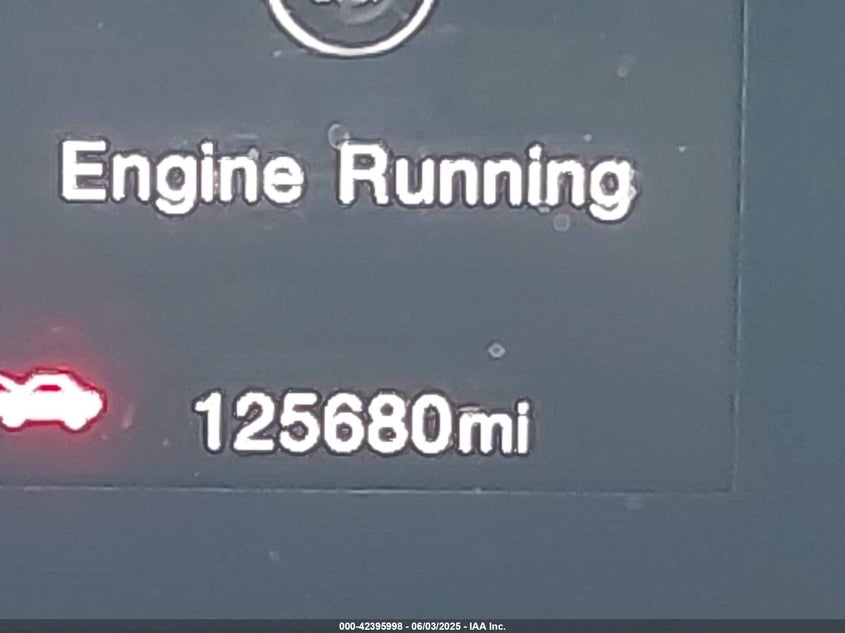 Engine Running
125680mi
000-42395998 - 06/03/2025 - IAA Inc.